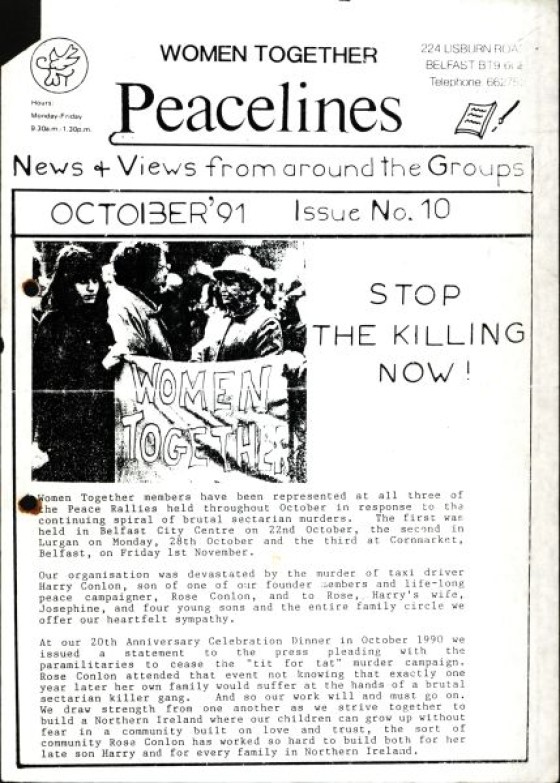 WOMEN TOGETHER
224 LISBURN ROA
BELFAST BT9
Telephone 6627
WT
Hours:
Monday-Friday
9.30a.m.-1.30p.m.
Peacelines
News + Views from around the Groups
OCTOBER'91 Issue No.10
STOP
THE KILLING
NOW!
WOMEN
TOGETHER
Women Together members have been represented at all three of
the Peace Rallies held throughout October in response to the
continuing spiral of brutal sectarian murders. The first was
held in Belfast City Centre on 22nd October, the second in
Lurgan on Monday, 28th October and the third at Cornmarket,
Belfast, on Friday 1st November.
Our organisation was devastated by the murder of taxi driver
Harry Conlon, son of one of our founder members and life-long
peace campaigner, Rose Conlon, and to Rose, Harry's wife,
Josephine, and four young sons and the entire family circle we
offer our heartfelt sympathy.
At our 20th Anniversary Celebration Dinner in October 1990 we
issued a statement to the press pleading with the
paramilitaries to cease the "tit for tat" murder campaign.
Rose Conlon attended that event not knowing that exactly one
year later her own family would suffer at the hands of a brutal
sectarian killer gang. And so our work will and must go on.
We draw strength from one another as we strive together to
build a Northern Ireland where our children can grow up without
fear in a community built on love and trust, the sort of
community Rose Conlon has worked so hard to build both for her
late son Harry and for every family in Northern Ireland.